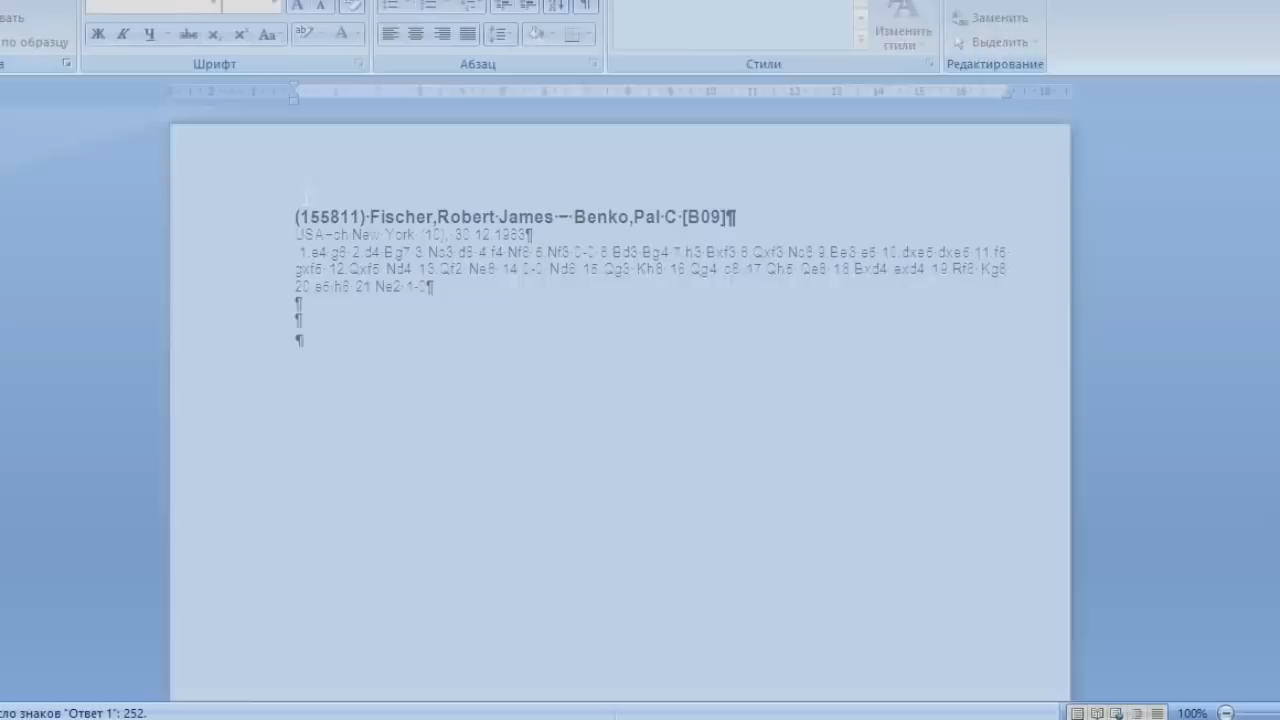 вать
Заменить
по образцу
Ж К Ч abc x, x' Aa ab A
Изменить
стили
Выделить
а
Шрифт
Абзац
Стили
Редактирование
(155811) Fischer,Robert James – Benko,Pal C [B09]¶
USA-ch New York (10), 30.12.1963¶
1.e4 g6 2.d4 Bg7 3.Nc3 d6 4.f4 Nf6 5.Nf3 0-0 6.Bd3 Bg4 7.h3 Bxf3 8.Qxf3 Nc6 9.Be3 e5 10.dxe5 dxe5 11.f5
gxf5 12.Qxf5 Nd4 13.Qf2 Ne8 14.0-0 Nd6 15.Qg3 Kh8 16.Qg4 c6 17.Qh5 Qe8 18.Bxd4 exd4 19.Rf6 Kg8
20.e5 h6 21.Ne2 1-0¶
¶
¶
¶
сло знаков "Ответ 1": 252.
100%